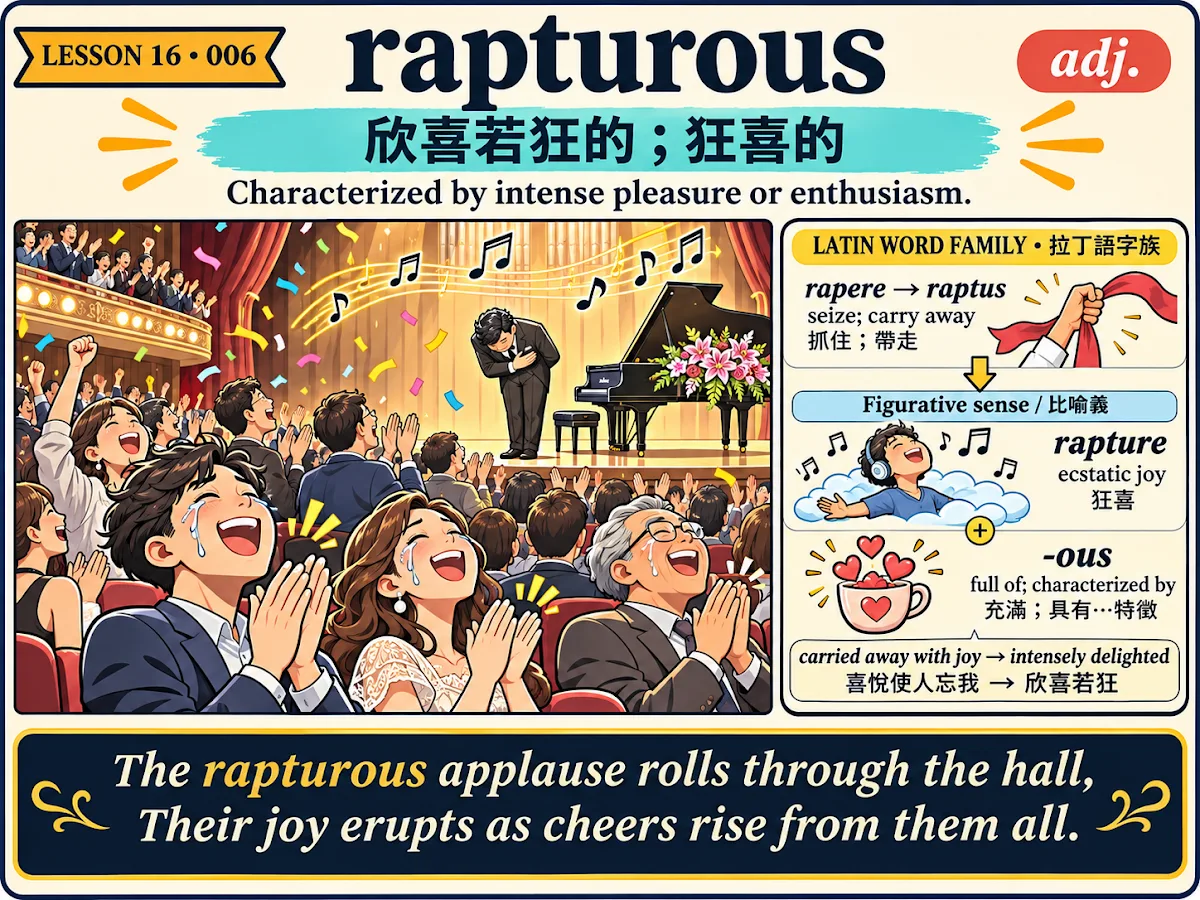 LESSON 16 • 006
rapturous
adj.
欣喜若狂的；狂喜的
Characterized by intense pleasure or enthusiasm.
LATIN WORD FAMILY • 拉丁語字族
rapere → raptus
seize; carry away
抓住；帶走
Figurative sense / 比喻義
rapture
ecstatic joy
狂喜
+
-ous
full of; characterized by
充滿；具有…特徵
carried away with joy → intensely delighted
喜悅使人忘我 → 欣喜若狂
The rapturous applause rolls through the hall,
Their joy erupts as cheers rise from them all.